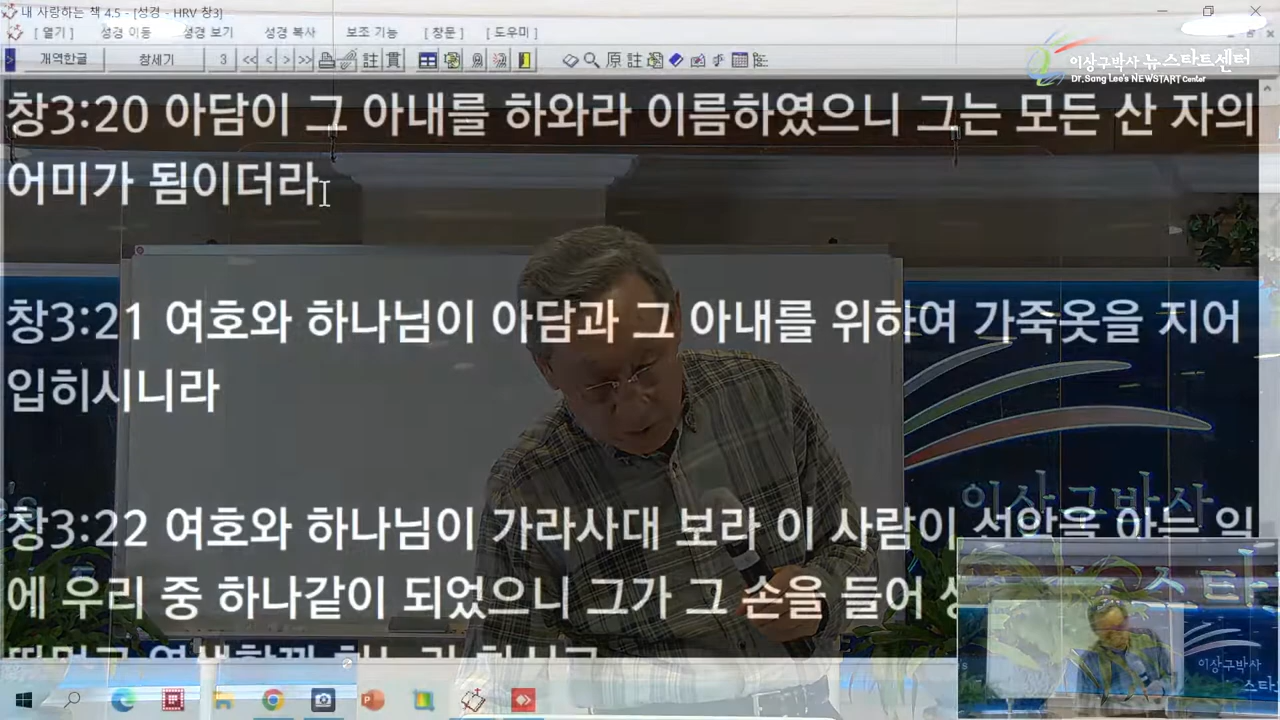 내 사랑하는 책 4.5 - [성경 - HRV 창3]
[ 열기 ] 성경 이동 성경 보기 성경 복사 보조 기능 [ 창문 ] [ 도우미 ]
개역한글 창세기 3 << < > >> 註 貫 原 註
이상구박사 뉴스타트센터
Dr. Sang Lee's NEWSTART Center
창3:20 아담이 그 아내를 하와라 이름하였으니 그는 모든 산 자의
어미가 됨이더라
창3:21 여호와 하나님이 아담과 그 아내를 위하여 가죽옷을 지어
입히시니라
이상구박사
창3:22 여호와 하나님이 가라사대 보라 이 사람이 선악을 아는 일
에 우리 중 하나같이 되었으니 그가 그 손을 들어
이상구박사